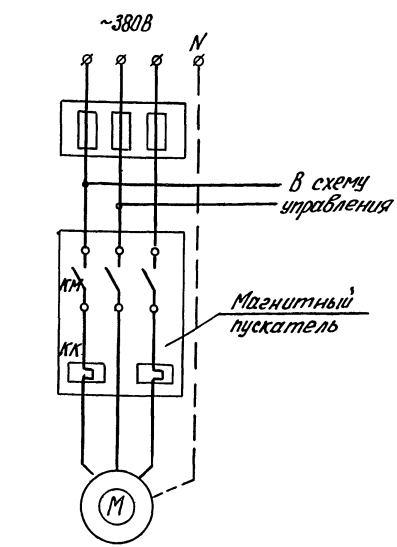 ~380В
N
В схему
управления
КМ
Магнитный
пускатель
КК
М